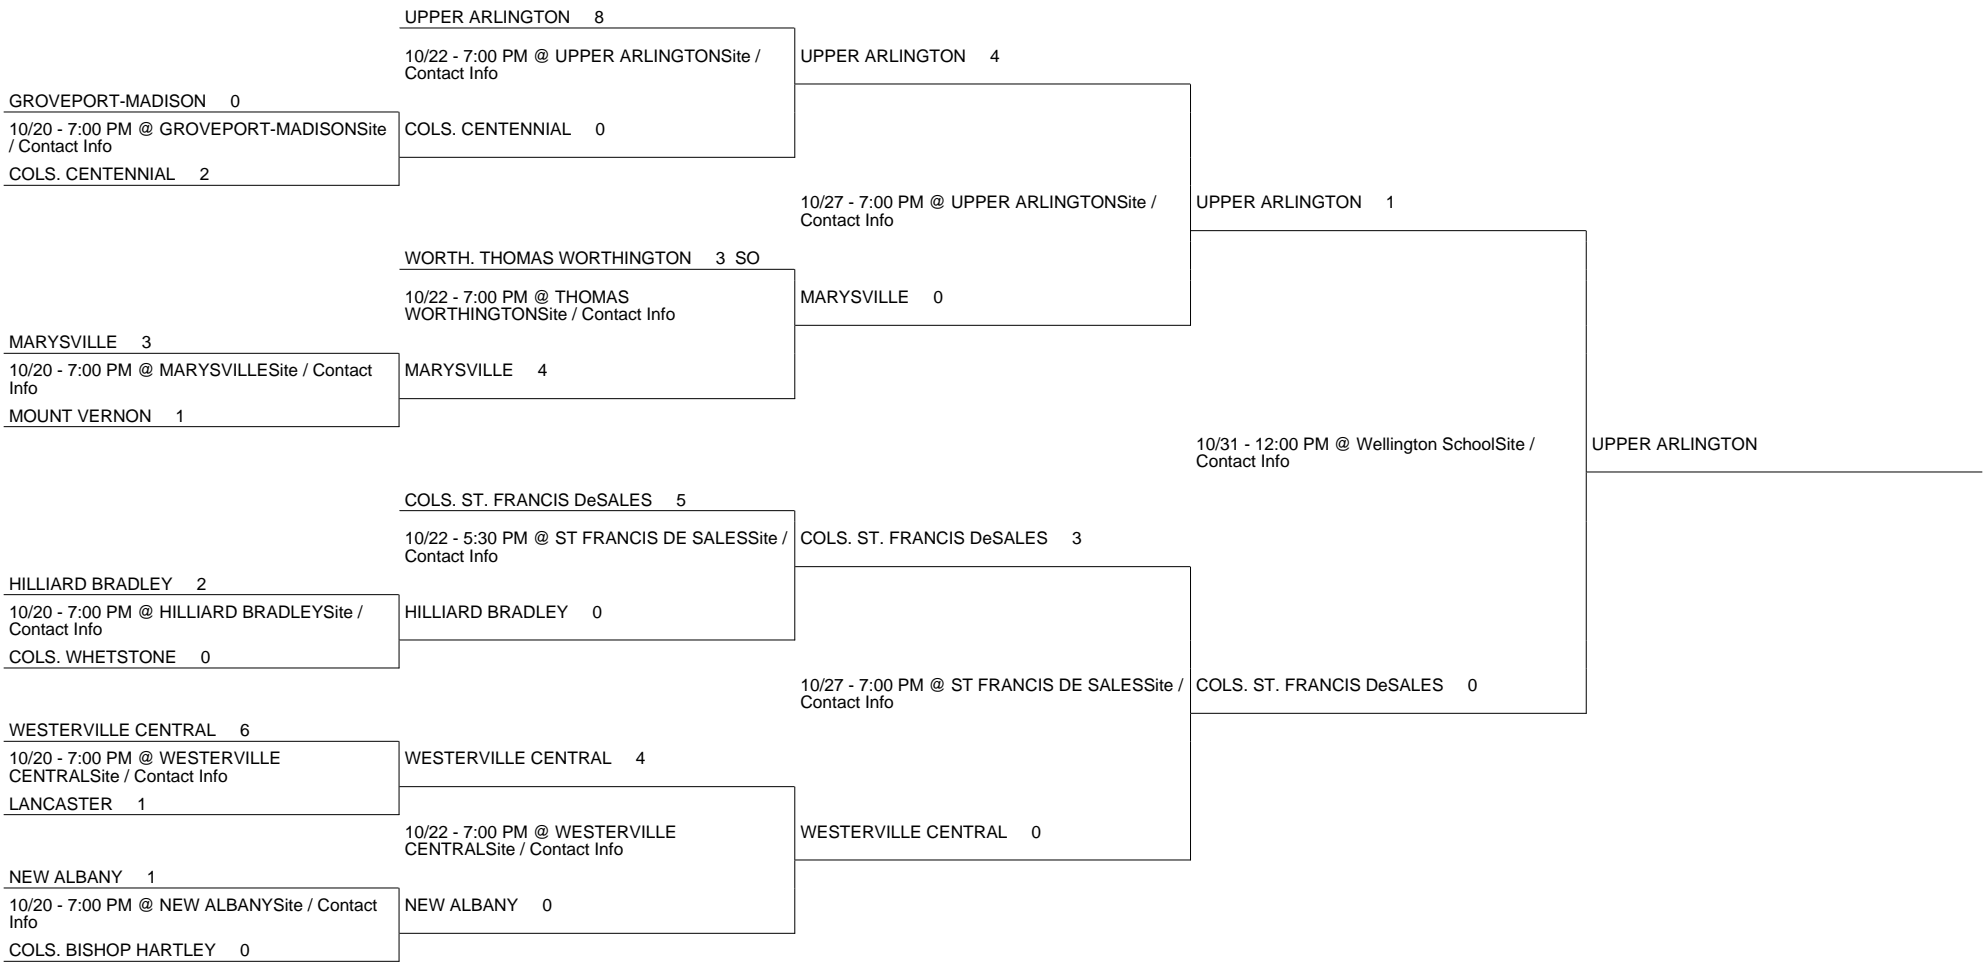 UPPER ARLINGTON 8
10/22 - 7:00 PM @ UPPER ARLINGTONSite /
Contact Info
UPPER ARLINGTON 4
GROVEPORT-MADISON 0
10/20 - 7:00 PM @ GROVEPORT-MADISONSite
/ Contact Info
COLS. CENTENNIAL 0
COLS. CENTENNIAL 2
10/27 - 7:00 PM @ UPPER ARLINGTONSite /
Contact Info
UPPER ARLINGTON 1
WORTH. THOMAS WORTHINGTON 3 SO
10/22 - 7:00 PM @ THOMAS
WORTHINGTONSite / Contact Info
MARYSVILLE 0
MARYSVILLE 3
10/20 - 7:00 PM @ MARYSVILLESite / Contact
Info
MARYSVILLE 4
MOUNT VERNON 1
10/31 - 12:00 PM @ Wellington SchoolSite /
Contact Info
UPPER ARLINGTON
COLS. ST. FRANCIS DeSALES 5
10/22 - 5:30 PM @ ST FRANCIS DE SALESSite /
Contact Info
COLS. ST. FRANCIS DeSALES 3
HILLIARD BRADLEY 2
10/20 - 7:00 PM @ HILLIARD BRADLEYSite /
Contact Info
HILLIARD BRADLEY 0
COLS. WHETSTONE 0
10/27 - 7:00 PM @ ST FRANCIS DE SALESSite /
Contact Info
COLS. ST. FRANCIS DeSALES 0
WESTERVILLE CENTRAL 6
10/20 - 7:00 PM @ WESTERVILLE
CENTRALSite / Contact Info
WESTERVILLE CENTRAL 4
LANCASTER 1
10/22 - 7:00 PM @ WESTERVILLE
CENTRALSite / Contact Info
WESTERVILLE CENTRAL 0
NEW ALBANY 1
10/20 - 7:00 PM @ NEW ALBANYSite / Contact
Info
NEW ALBANY 0
COLS. BISHOP HARTLEY 0